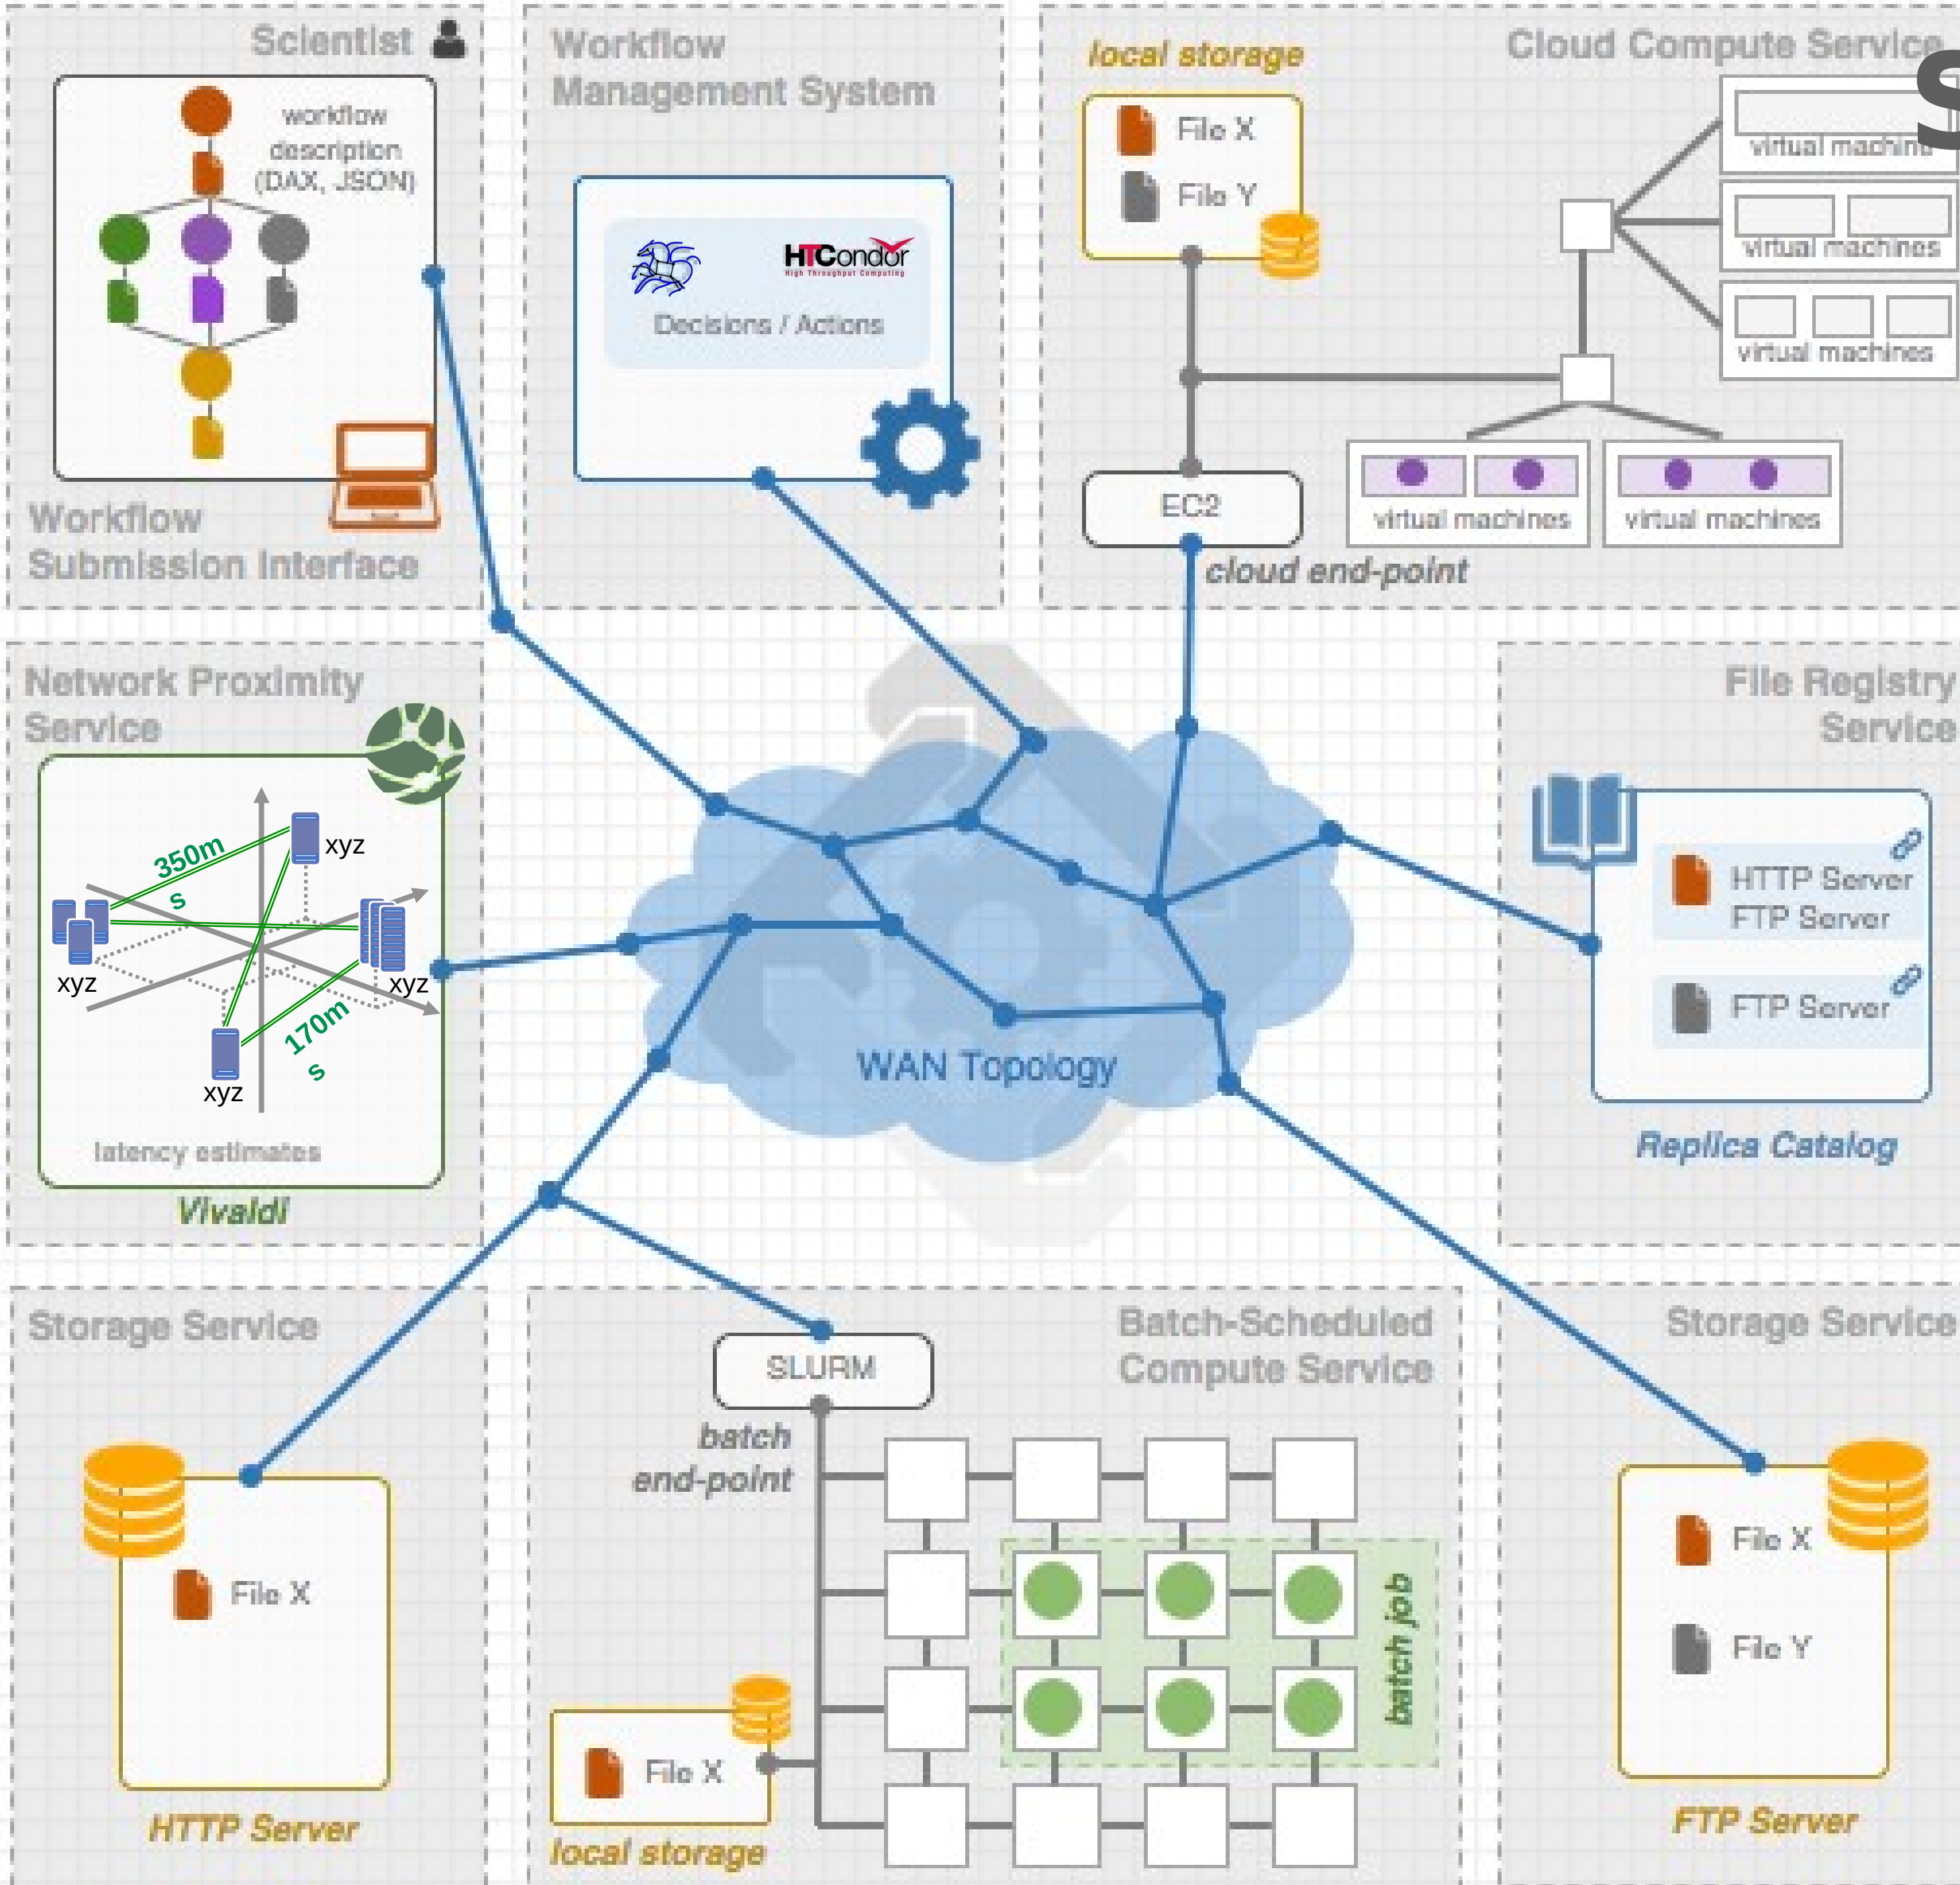 Scientist
workflow
description
(DAX, JSON)
Workflow
Submission Interface
Workflow
Management System
HTCondor
High Throughput Computing
Decisions / Actions
local storage
File X
File Y
Cloud Compute Service
S
virtual machine
virtual machines
virtual machines
virtual machines
virtual machines
EC2
cloud end-point
Network Proximity
Service
350m
s
xyz
xyz
xyz
170m
s
xyz
latency estimates
Vivaldi
WAN Topology
File Registry
Service
HTTP Server
FTP Server
FTP Server
Replica Catalog
Storage Service
File X
HTTP Server
Batch-Scheduled
Compute Service
SLURM
batch
end-point
batch job
File X
local storage
Storage Service
File X
File Y
FTP Server